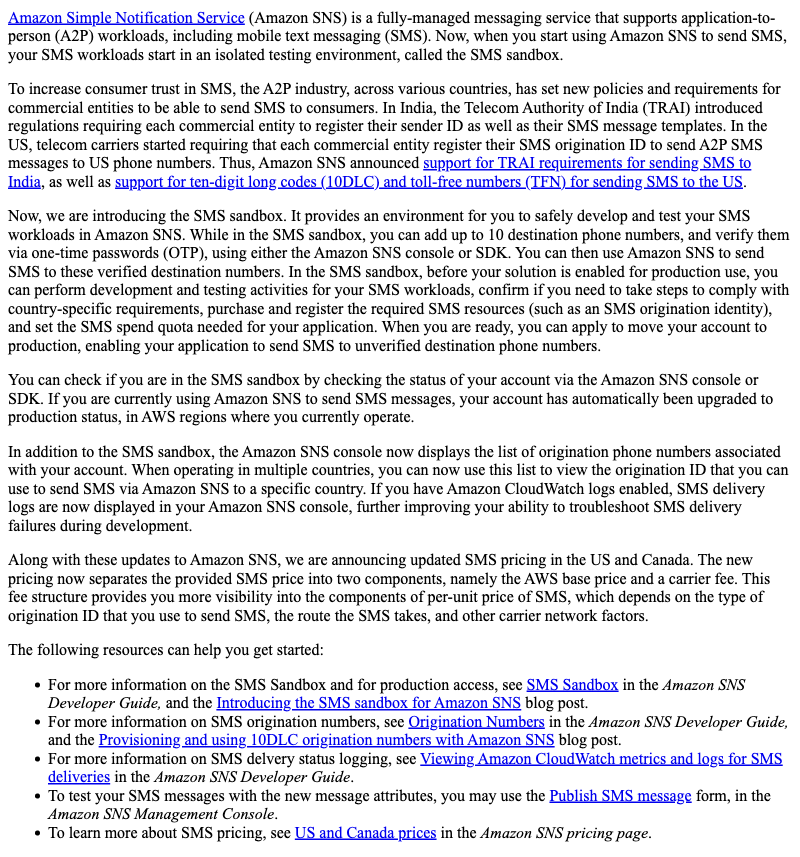 Amazon Simple Notification Service (Amazon SNS) is a fully-managed messaging service that supports application-to-
person (A2P) workloads, including mobile text messaging (SMS). Now, when you start using Amazon SNS to send SMS,
your SMS workloads start in an isolated testing environment, called the SMS sandbox.
To increase consumer trust in SMS, the A2P industry, across various countries, has set new policies and requirements for
commercial entities to be able to send SMS to consumers. In India, the Telecom Authority of India (TRAI) introduced
regulations requiring each commercial entity to register their sender ID as well as their SMS message templates. In the
US, telecom carriers started requiring that each commercial entity register their SMS origination ID to send A2P SMS
messages to US phone numbers. Thus, Amazon SNS announced support for TRAI requirements for sending SMS to
India, as well as support for ten-digit long codes (10DLC) and toll-free numbers (TFN) for sending SMS to the US.
Now, we are introducing the SMS sandbox. It provides an environment for you to safely develop and test your SMS
workloads in Amazon SNS. While in the SMS sandbox, you can add up to 10 destination phone numbers, and verify them
via one-time passwords (OTP), using either the Amazon SNS console or SDK. You can then use Amazon SNS to send
SMS to these verified destination numbers. In the SMS sandbox, before your solution is enabled for production use, you
can perform development and testing activities for your SMS workloads, confirm if you need to take steps to comply with
country-specific requirements, purchase and register the required SMS resources (such as an SMS origination identity),
and set the SMS spend quota needed for your application. When you are ready, you can apply to move your account to
production, enabling your application to send SMS to unverified destination phone numbers.
You can check if you are in the SMS sandbox by checking the status of your account via the Amazon SNS console or
SDK. If you are currently using Amazon SNS to send SMS messages, your account has automatically been upgraded to
production status, in AWS regions where you currently operate.
In addition to the SMS sandbox, the Amazon SNS console now displays the list of origination phone numbers associated
with your account. When operating in multiple countries, you can now use this list to view the origination ID that you can
use to send SMS via Amazon SNS to a specific country. If you have Amazon CloudWatch logs enabled, SMS delivery
logs are now displayed in your Amazon SNS console, further improving your ability to troubleshoot SMS delivery
failures during development.
Along with these updates to Amazon SNS, we are announcing updated SMS pricing in the US and Canada. The new
pricing now separates the provided SMS price into two components, namely the AWS base price and a carrier fee. This
fee structure provides you more visibility into the components of per-unit price of SMS, which depends on the type of
origination ID that you use to send SMS, the route the SMS takes, and other carrier network factors.
The following resources can help you get started:
• For more information on the SMS Sandbox and for production access, see SMS Sandbox in the Amazon SNS
Developer Guide, and the Introducing the SMS sandbox for Amazon SNS blog post.
• For more information on SMS origination numbers, see Origination Numbers in the Amazon SNS Developer Guide,
and the Provisioning and using 10DLC origination numbers with Amazon SNS blog post.
• For more information on SMS delvery status logging, see Viewing Amazon CloudWatch metrics and logs for SMS
deliveries in the Amazon SNS Developer Guide.
• To test your SMS messages with the new message attributes, you may use the Publish SMS message form, in the
Amazon SNS Management Console.
• To learn more about SMS pricing, see US and Canada prices in the Amazon SNS pricing page.